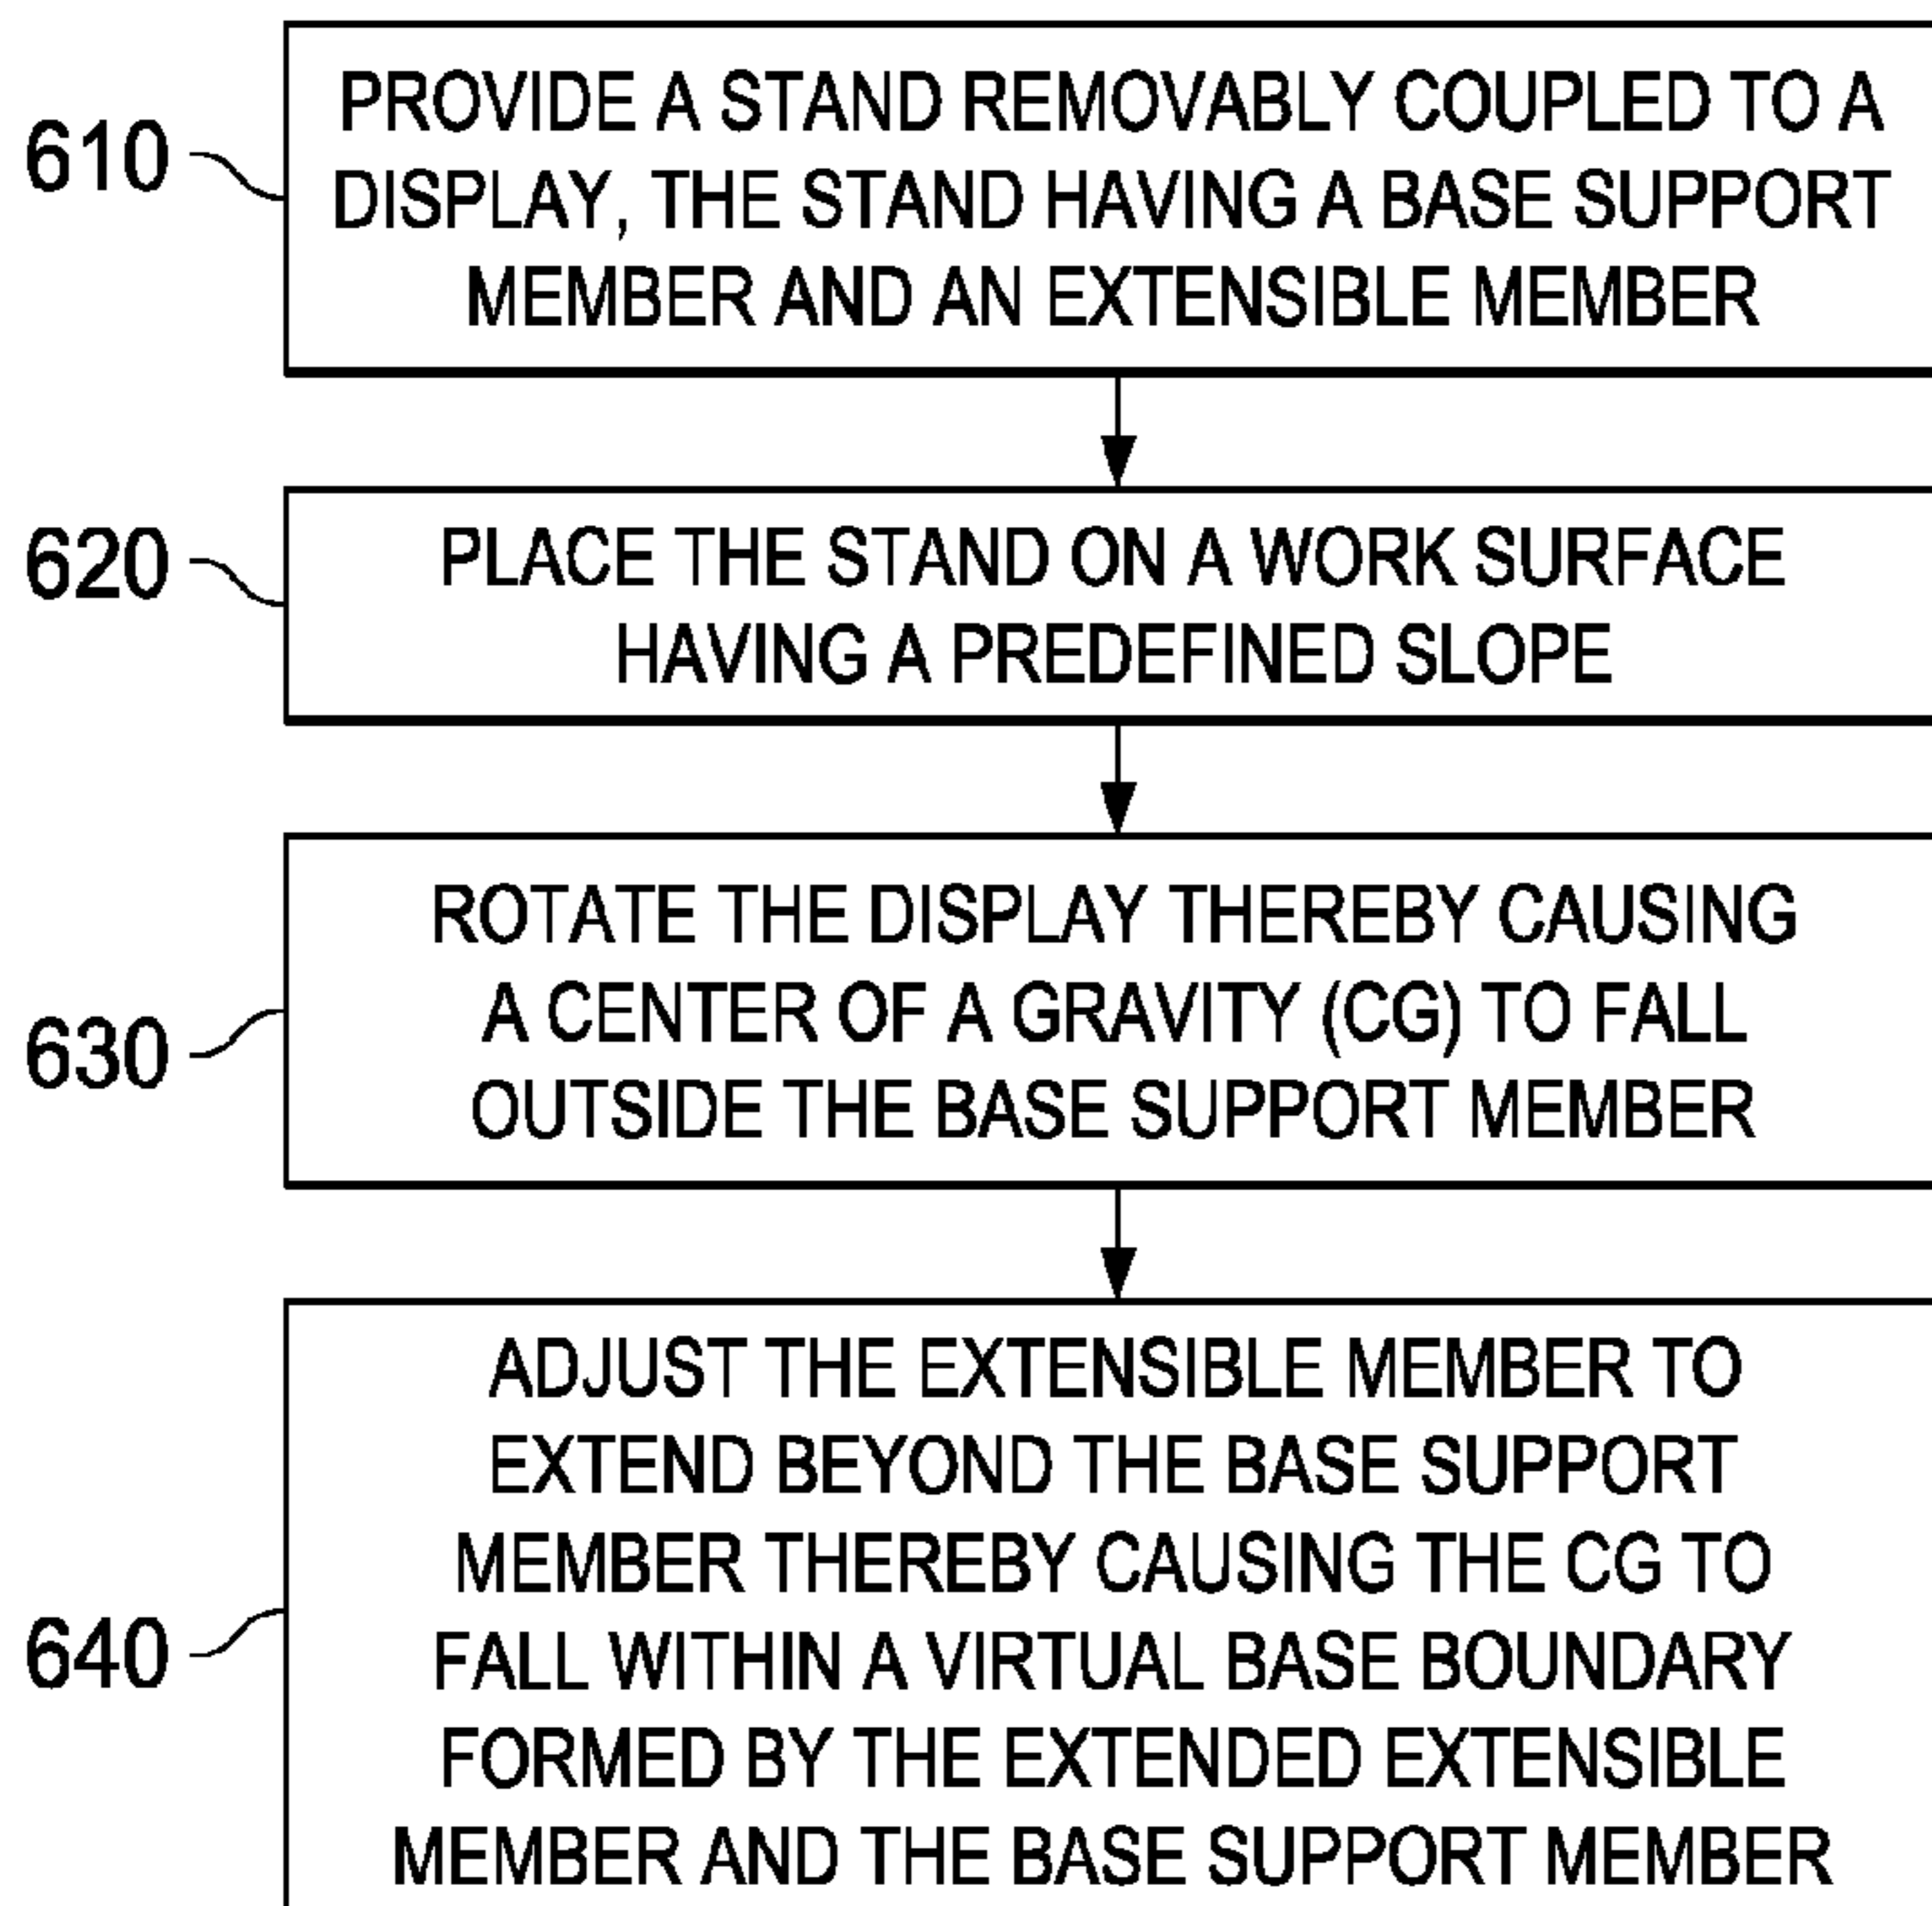 610
PROVIDE A STAND REMOVABLY COUPLED TO A
DISPLAY, THE STAND HAVING A BASE SUPPORT
MEMBER AND AN EXTENSIBLE MEMBER
620
PLACE THE STAND ON A WORK SURFACE
HAVING A PREDEFINED SLOPE
630
ROTATE THE DISPLAY THEREBY CAUSING
A CENTER OF A GRAVITY (CG) TO FALL
OUTSIDE THE BASE SUPPORT MEMBER
640
ADJUST THE EXTENSIBLE MEMBER TO
EXTEND BEYOND THE BASE SUPPORT
MEMBER THEREBY CAUSING THE CG TO
FALL WITHIN A VIRTUAL BASE BOUNDARY
FORMED BY THE EXTENDED EXTENSIBLE
MEMBER AND THE BASE SUPPORT MEMBER